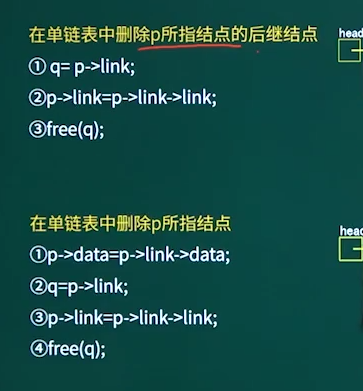 在单链表中删除p所指结点的后继结点
head
① q= p->link;
②p->link=p->link->link;
③free(q);
在单链表中删除p所指结点
head
①p->data=p->link->data;
②q=p->link;
③p->link=p->link->link;
④free(q);